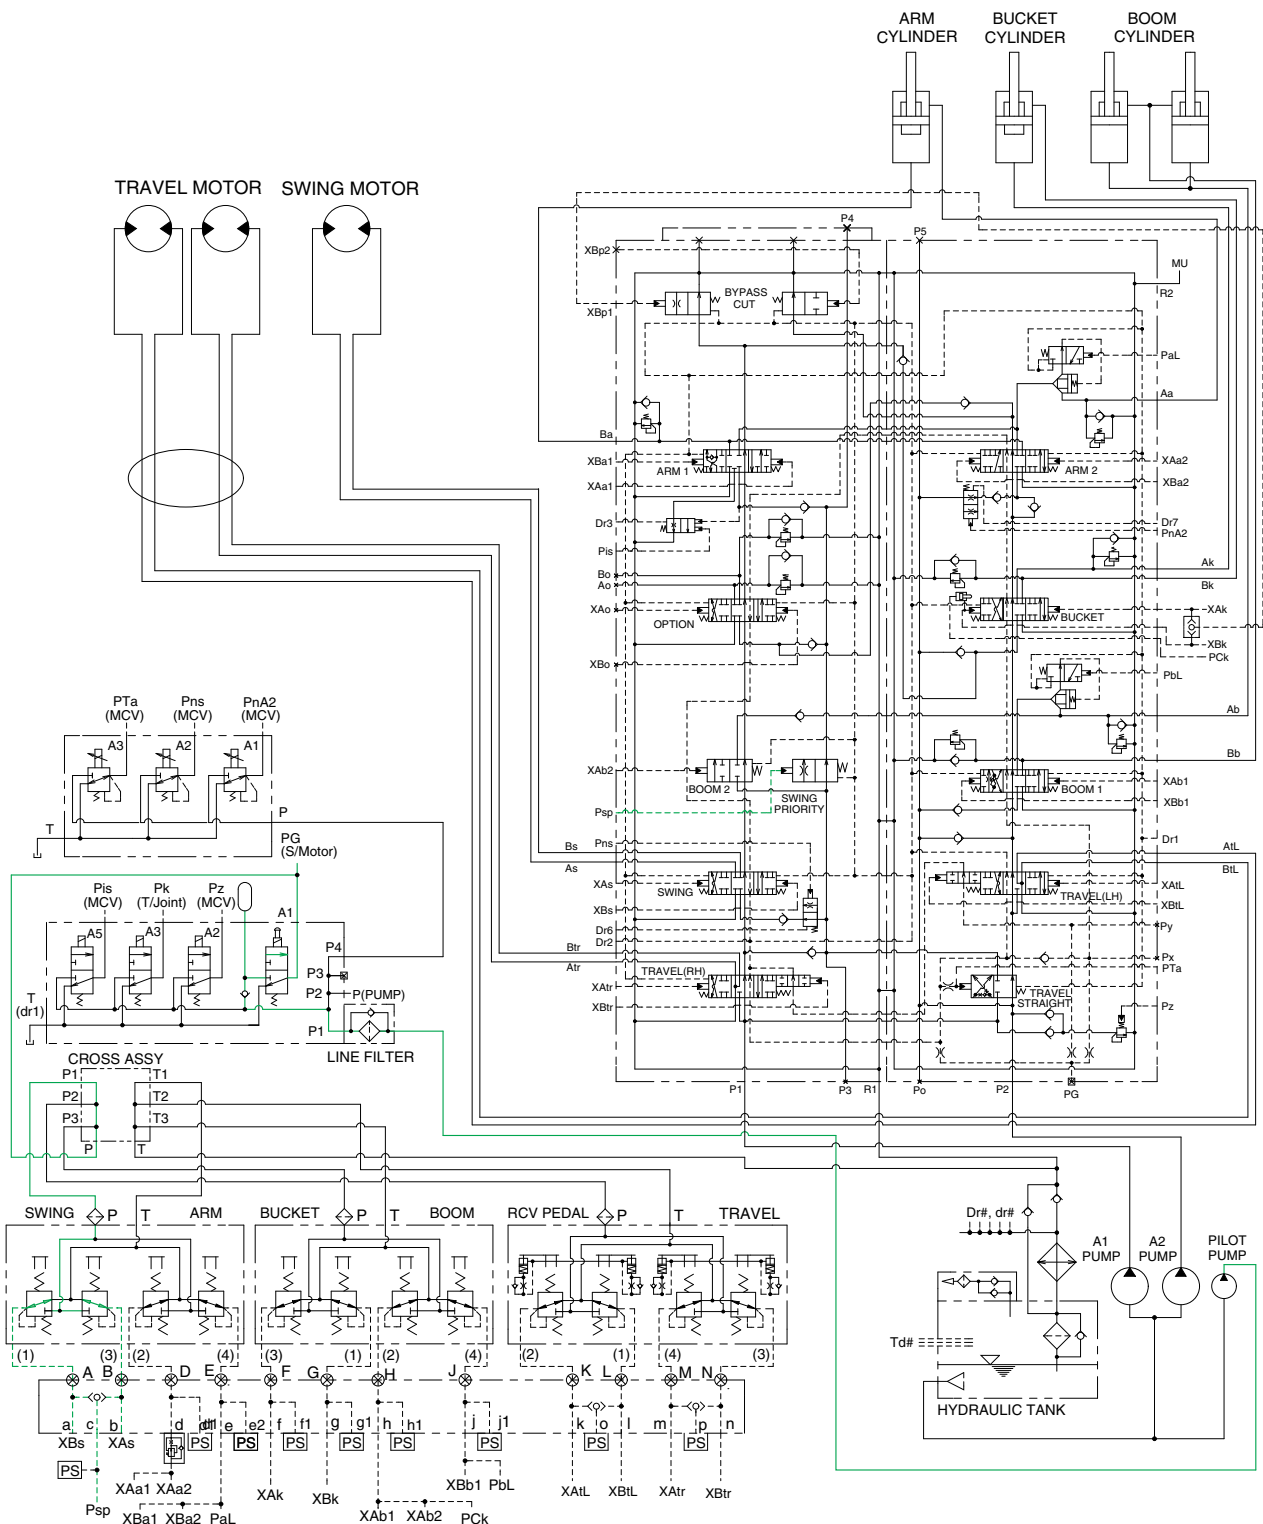 ARM
CYLINDER
BUCKET
CYLINDER
BOOM
CYLINDER
TRAVEL MOTOR
SWING MOTOR
P4
P5
XBp2
MU
R2
BYPASS
CUT
XBp1
PaL
Aa
Ba
XBa1
ARM 1
ARM 2
XAa2
XAa1
XBa2
Dr3
Dr7
PnA2
Pis
Bo
Ao
Ak
Bk
XAo
OPTION
BUCKET
XAk
XBo
XBk
PCk
PbL
Ab
Bb
XAb2
BOOM 2
SWING
PRIORITY
BOOM 1
XAb1
XBb1
Psp
Pns
Dr1
Bs
As
AtL
BtL
XAs
SWING
TRAVEL(LH)
XAtL
XBs
XBtL
Dr6
Dr2
Py
Btr
Atr
TRAVEL(RH)
Px
PTa
XAtr
XBtr
TRAVEL
STRAIGHT
Pz
P1
P3
R1
Po
P2
PG
PTa
(MCV)
Pns
(MCV)
PnA2
(MCV)
A3
A2
A1
P
T
PG
(S/Motor)
Pis
(MCV)
Pk
(T/Joint)
Pz
(MCV)
A1
A5
A3
A2
P4
P3
P2
P(PUMP)
T
(dr1)
P1
LINE FILTER
CROSS ASSY
P1
T1
P2
T2
P3
T3
P
T
SWING
P
T
ARM
BUCKET
P
T
BOOM
RCV PEDAL
P
T
TRAVEL
Dr#, dr#
A1
PUMP
A2
PUMP
PILOT
PUMP
Td#
HYDRAULIC TANK
(1)
(3)
(2)
(4)
(3)
(1)
(2)
(4)
(2)
(1)
(4)
(3)
A
B
D
E
F
G
H
J
K
L
M
N
a
c
b
d
d1
e
e2
f
f1
g
g1
h
h1
j
j1
k
o
l
m
p
n
XBs
XAs
PS
PS
PS
PS
PS
PS
PS
PS
PS
Psp
XAa1
XAa2
XBa1
XBa2
PaL
XAk
XBk
XAb1
XAb2
PCk
XBb1
PbL
XAtL
XBtL
XAtr
XBtr